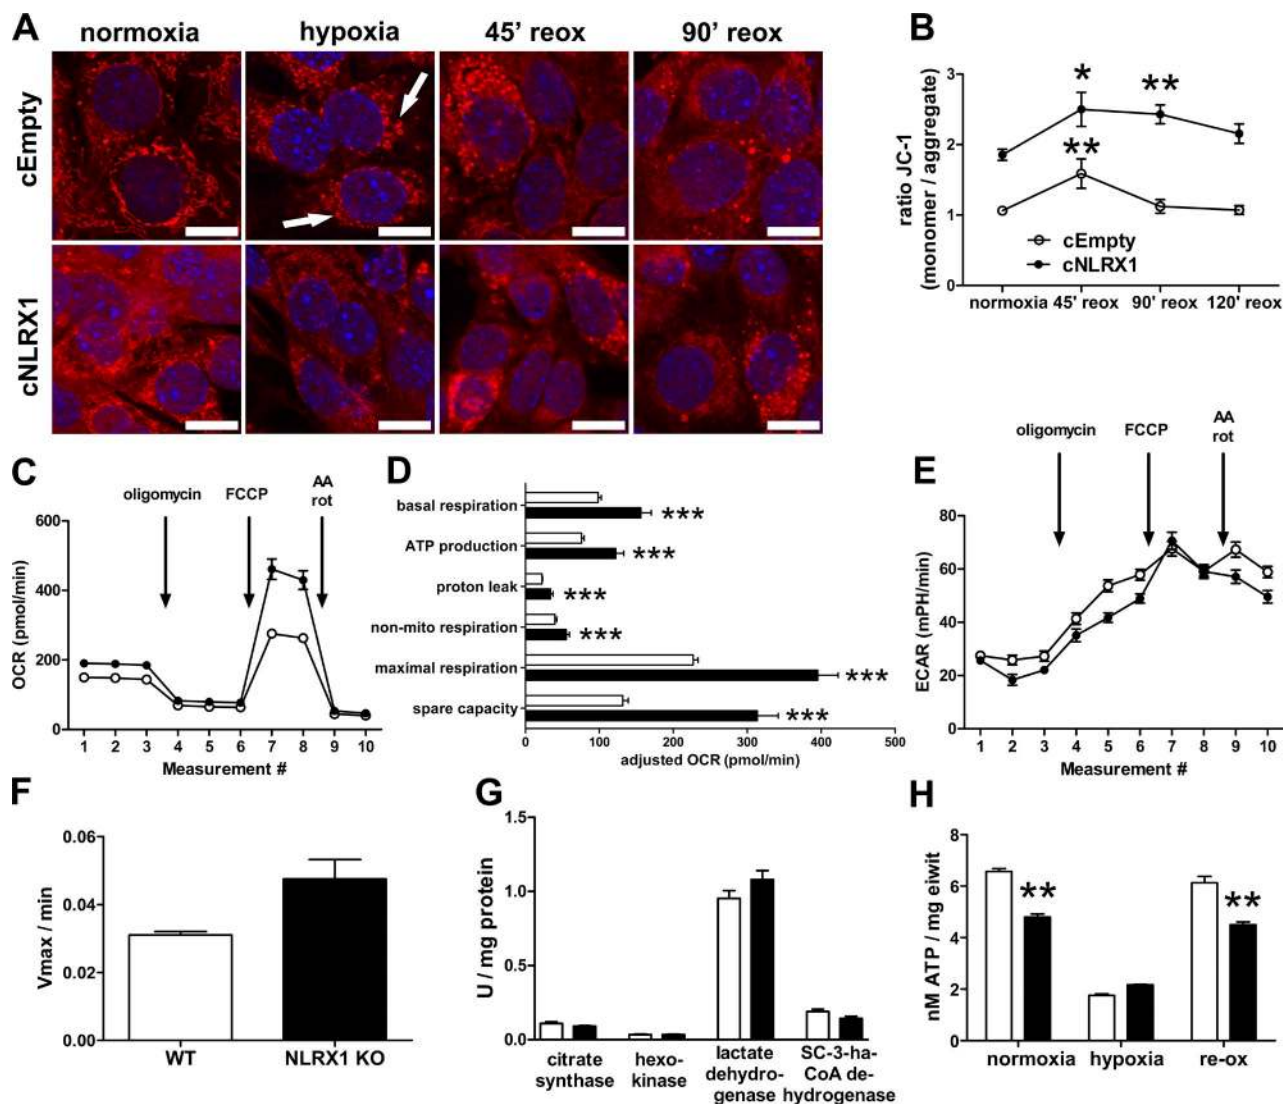 A
normoxia
hypoxia
45’ reox
90’ reox
cEmpty
cNLRX1
B
ratio JC-1
(monomer / aggregate)
3
2
1
0
*
**
**
cEmpty
cNLRX1
normoxia 45' reox 90' reox 120' reox
C
oligomycin
FCCP
AA
rot
OCR (pmol/min)
600
400
200
0
1 2 3 4 5 6 7 8 9 10
Measurement #
D
basal respiration
ATP production
proton leak
non-mito respiration
maximal respiration
spare capacity
***
***
***
***
***
***
0 100 200 300 400 500
adjusted OCR (pmol/min)
E
oligomycin
FCCP
AA
rot
ECAR (mPH/min)
80
60
40
20
0
1 2 3 4 5 6 7 8 9 10
Measurement #
F
Vmax / min
0.06
0.04
0.02
0.00
WT NLRX1 KO
G
U / mg protein
1.5
1.0
0.5
0.0
citrate
synthase
hexo-
kinase
lactate
dehydro-
genase
SC-3-ha-
CoA de-
hydrogenase
H
nM ATP / mg eiwit
8
6
4
2
0
**
**
normoxia hypoxia re-ox